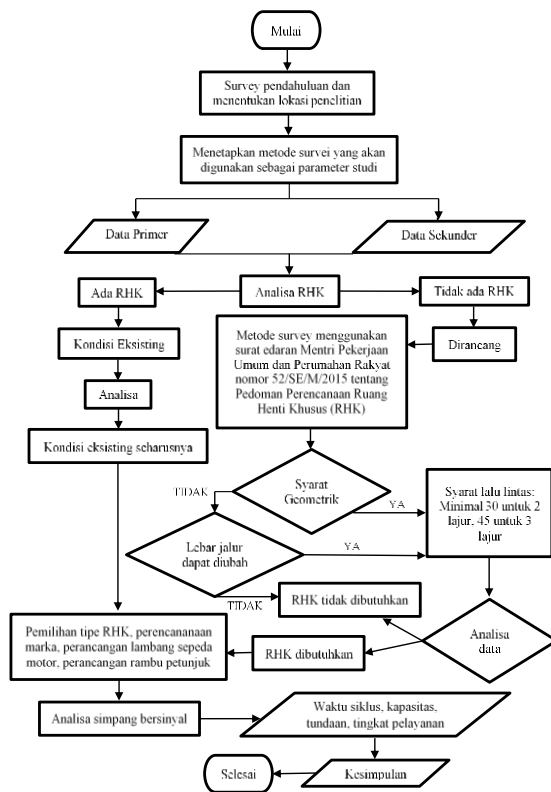 Mulai
Survey pendahuluan dan
menentukan lokasi penelitian
Menetapkan metode survei yang akan
digunakan sebagai parameter studi
Data Primer
Data Sekunder
Ada RHK
Analisa RHK
Tidak ada RHK
Kondisi Eksisting
Metode survey menggunakan
surat edaran Mentri Pekerjaan
Umum dan Perumahan Rakyat
nomor 52/SE/M/2015 tentang
Pedoman Perencanaan Ruang
Henti Khusus (RHK)
Dirancang
Analisa
Kondisi eksisting seharusnya
Syarat
Geometrik
TIDAK
YA
Syarat lalu lintas:
Minimal 30 untuk 2
lajur, 45 untuk 3
lajur
Lebar jalur
dapat diubah
YA
TIDAK
RHK tidak dibutuhkan
Analisa
data
Pemilihan tipe RHK, perencananaan
marka, perancangan lambang sepeda
motor, perancangan rambu petunjuk
RHK dibutuhkan
Analisa simpang bersinyal
Waktu siklus, kapasitas,
tundaan, tingkat pelayanan
Selesai
Kesimpulan